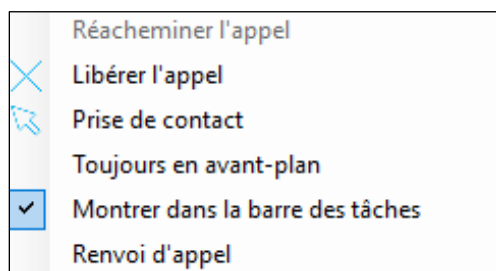 Réacheminer l'appel
Libérer l'appel
Prise de contact
Toujours en avant-plan
Montrer dans la barre des tâches
Renvoi d'appel